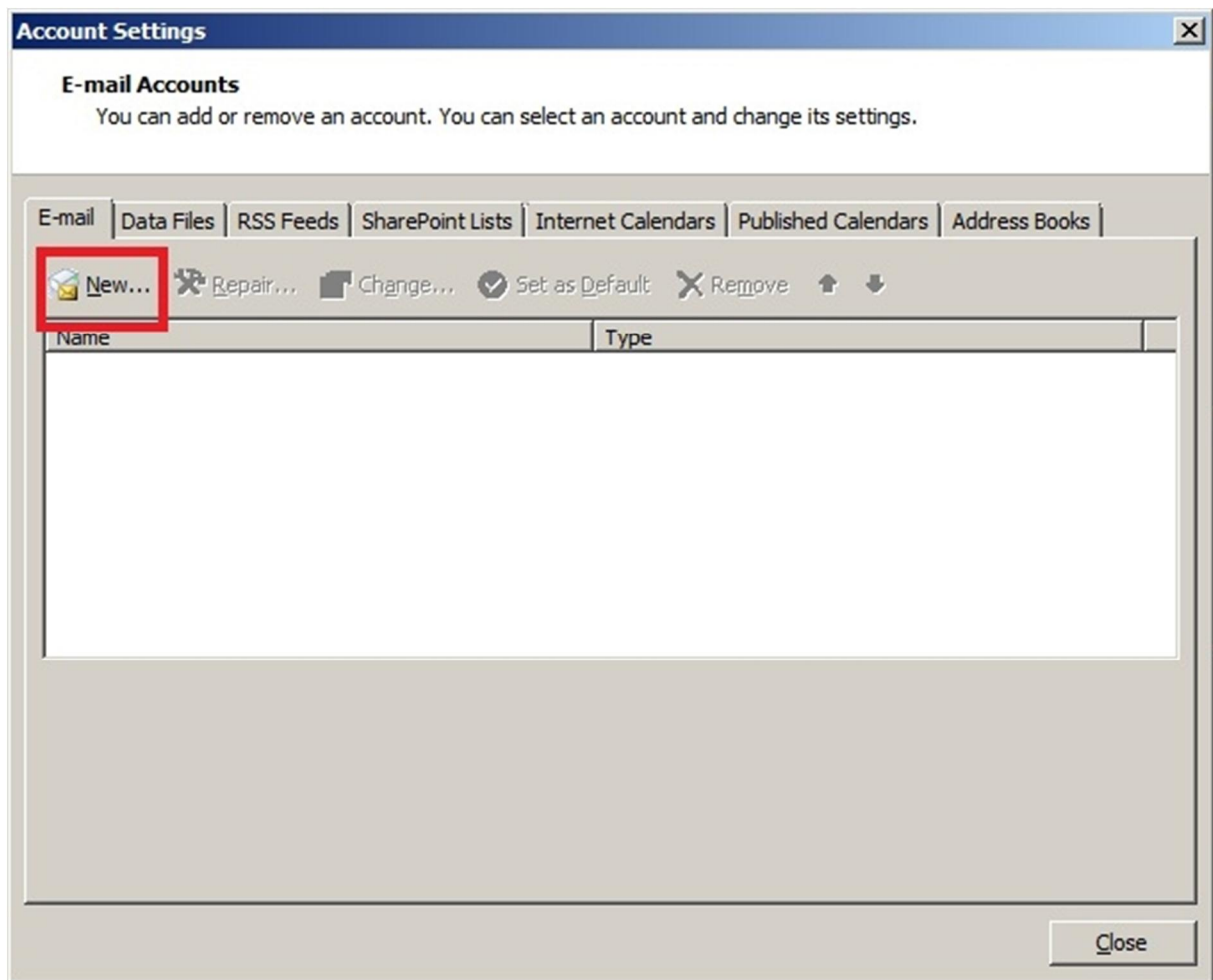 Account Settings
E-mail Accounts
You can add or remove an account. You can select an account and change its settings.
E-mail Data Files RSS Feeds SharePoint Lists Internet Calendars Published Calendars Address Books
New... Repair... Change... Set as Default Remove
Name Type
Close